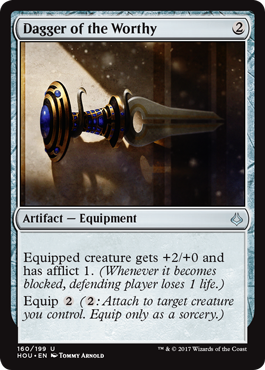 Dagger of the Worthy 2
Artifact — Equipment
Equipped creature gets +2/+0 and
has afflict 1. (Whenever it becomes
blocked, defending player loses 1 life.)
Equip 2 (2: Attach to target creature
you control. Equip only as a sorcery.)
160/199 U
HOU • EN Tommy Arnold
™ & © 2017 Wizards of the Coast